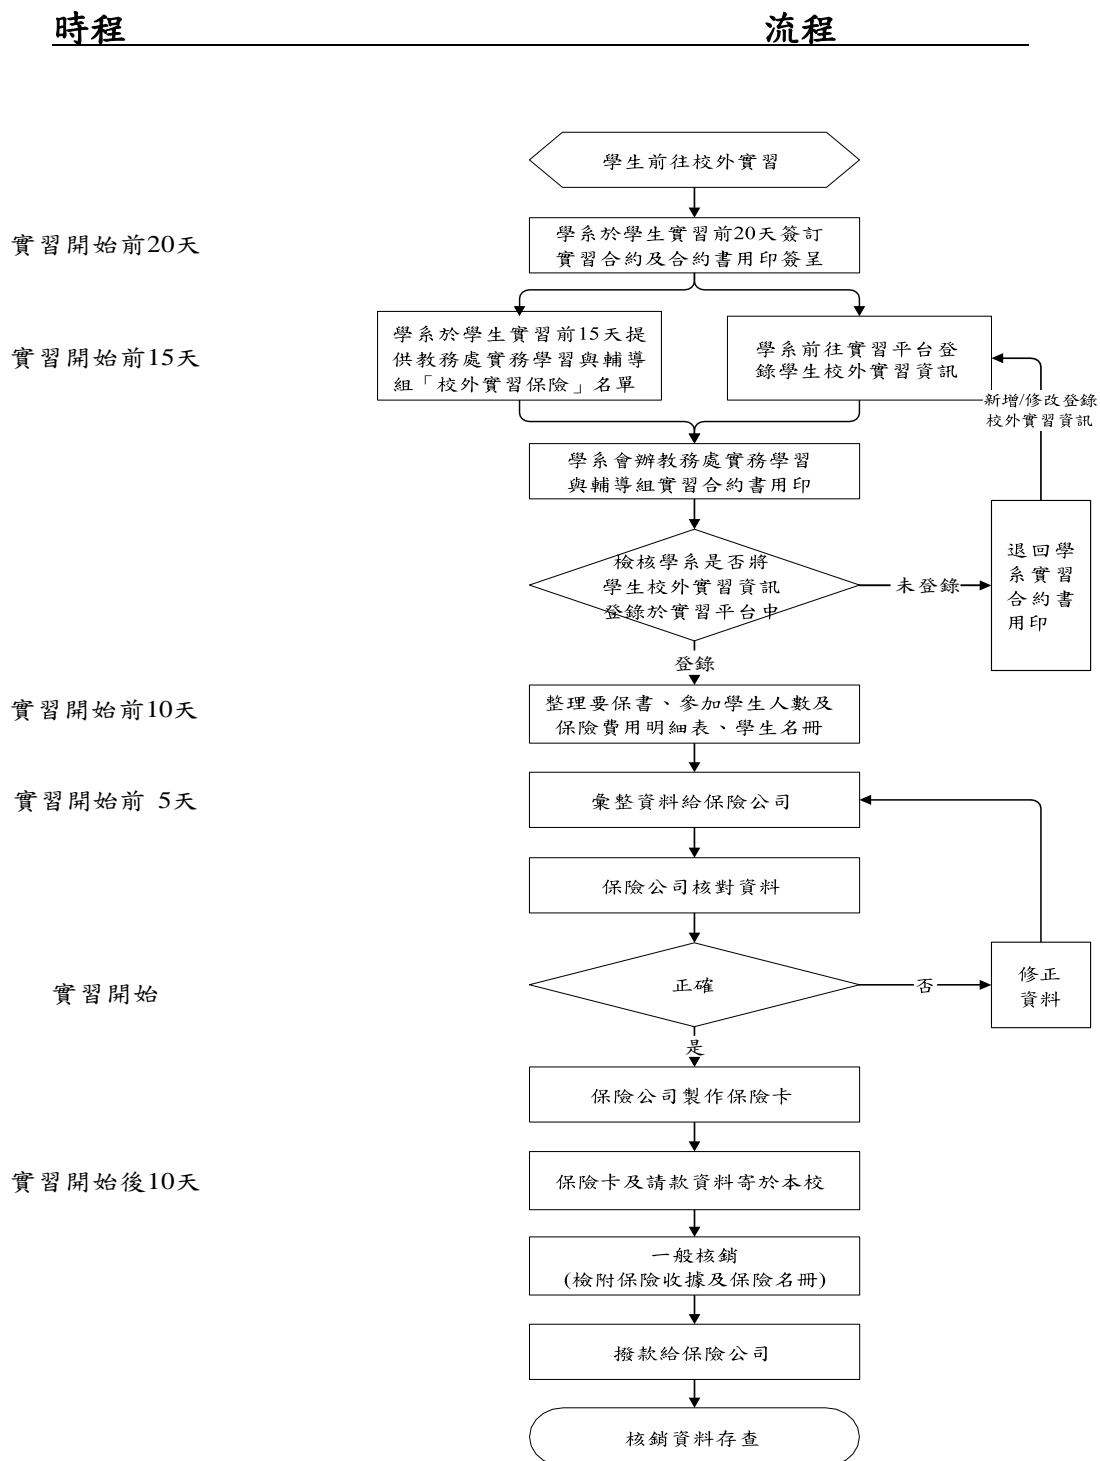 時程 流程
學生前往校外實習
實習開始前20天
學系於學生實習前20天簽訂
實習合約及合約書用印簽呈
實習開始前15天
學系於學生實習前15天提
供教務處實務學習與輔導
組「校外實習保險」名單
學系前往實習平台登
錄學生校外實習資訊
新增/修改登錄
校外實習資訊
學系會辦教務處實務學習
與輔導組實習合約書用印
檢核學系是否將
學生校外實習資訊
登錄於實習平台中
未登錄
退回學
系實習
合約書
用印
登錄
實習開始前10天
整理要保書、參加學生人數及
保險費用明細表、學生名冊
實習開始前 5天
彙整資料給保險公司
保險公司核對資料
實習開始
正確
否
修正
資料
是
保險公司製作保險卡
實習開始後10天
保險卡及請款資料寄於本校
一般核銷
(檢附保險收據及保險名冊)
撥款給保險公司
核銷資料存查